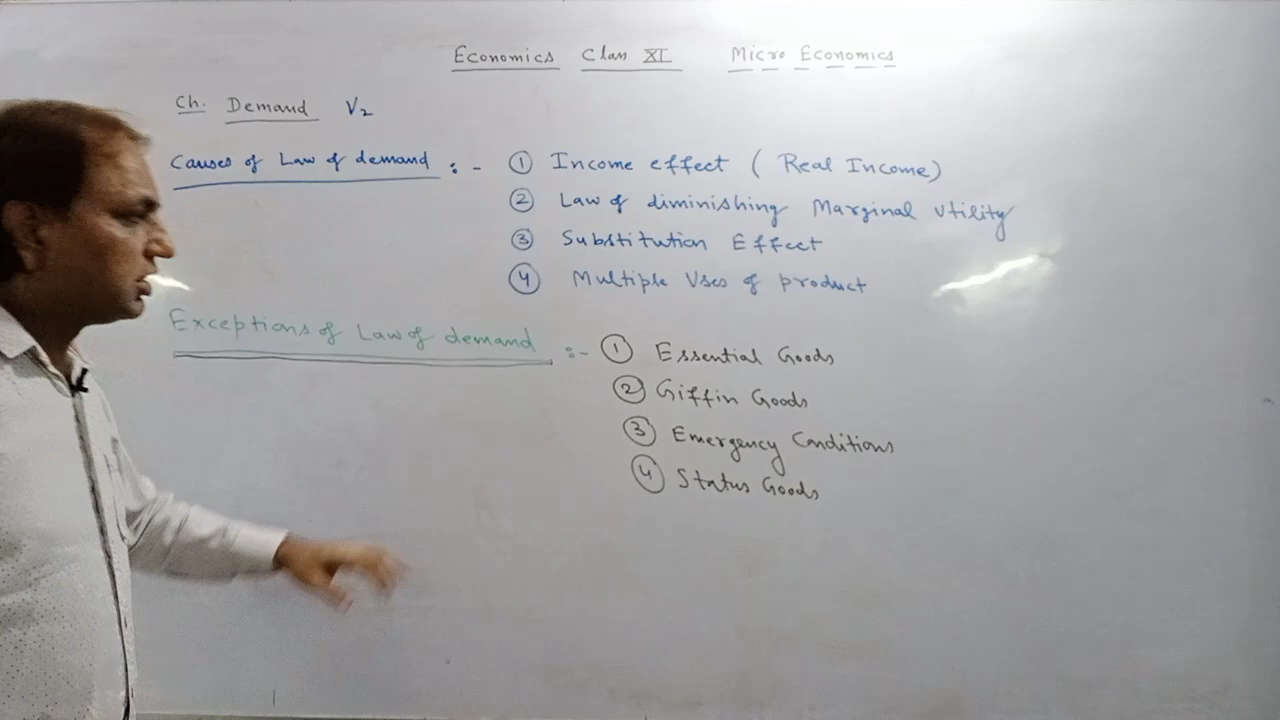 Economics Class XI Micro Economics
Ch. Demand V2
Causes of Law of demand :- ① Income effect ( Real Income)
② Law of diminishing Marginal Utility
③ Substitution Effect
④ Multiple Uses of product
Exceptions of Law of demand :- ① Essential Goods
② Giffin Goods
③ Emergency Conditions
④ Status Goods